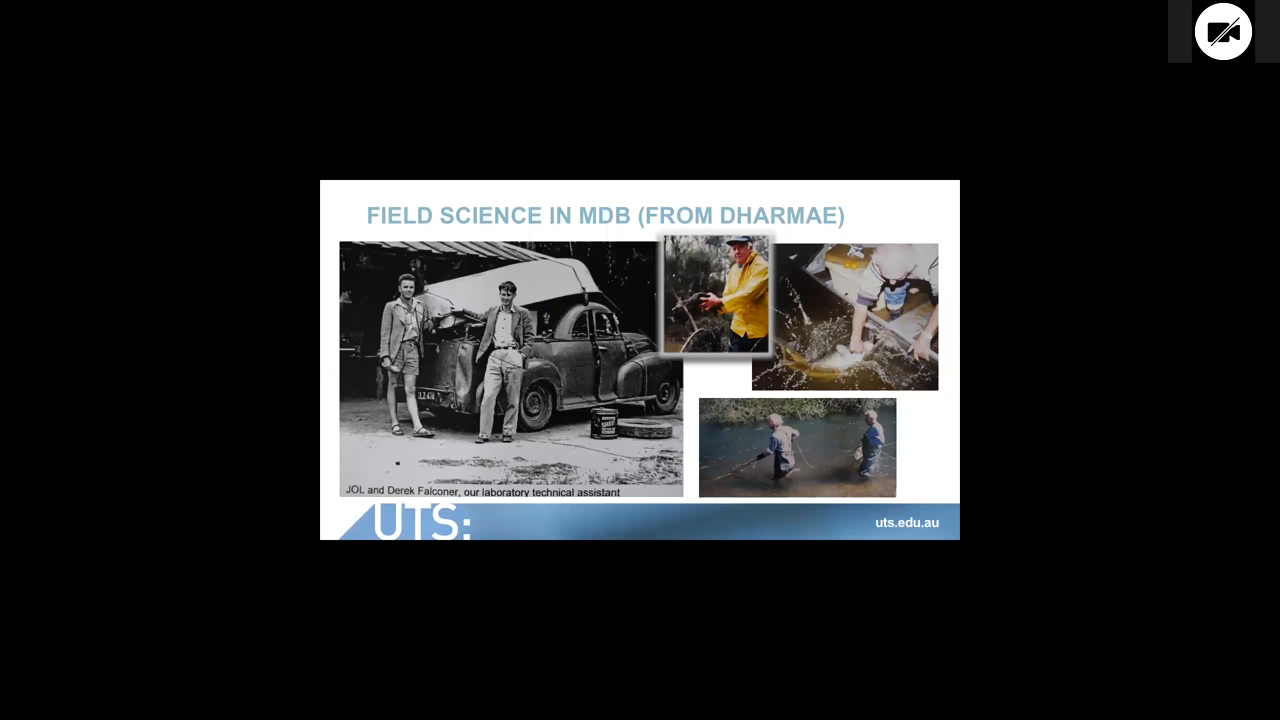 FIELD SCIENCE IN MDB (FROM DHARMAE)
JOL and Derek Falconer, our laboratory technical assistant
UTS:
uts.edu.au